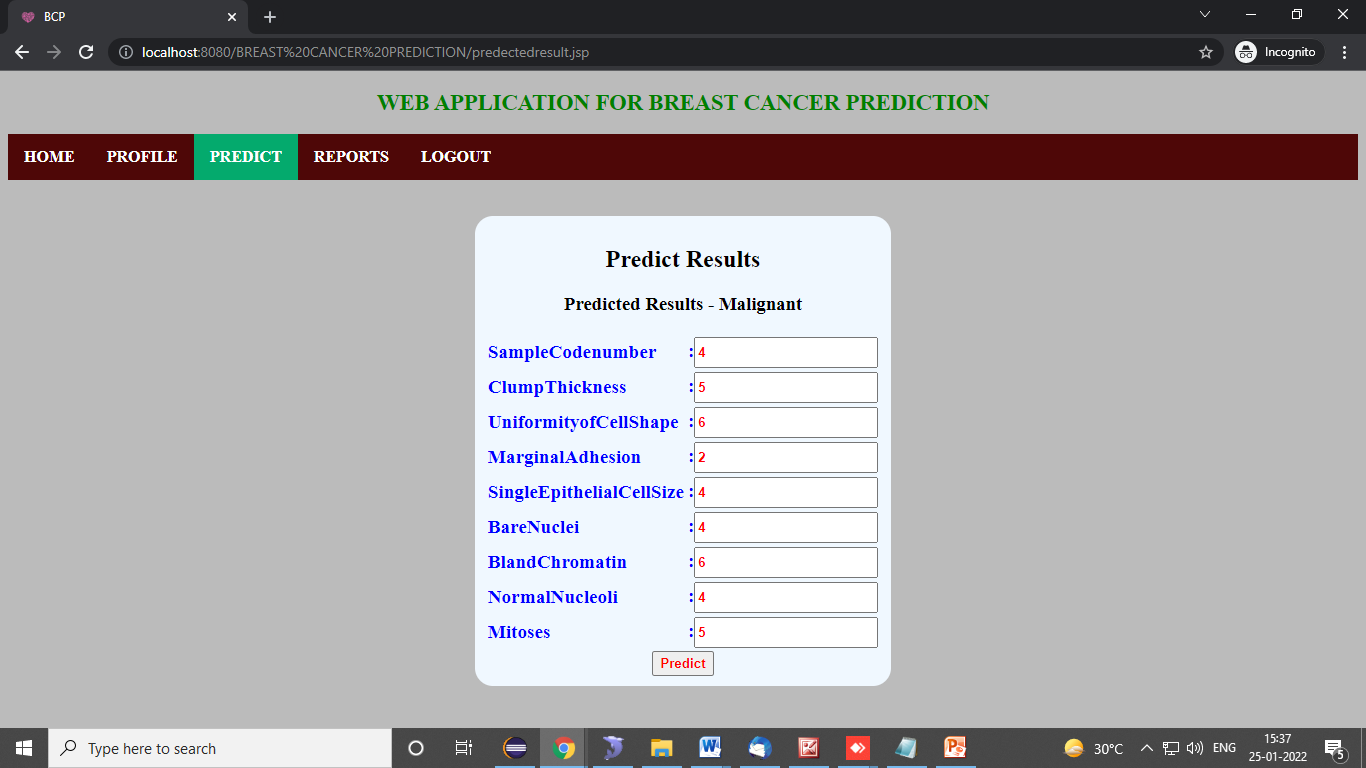 BCP
localhost:8080/BREAST%20CANCER%20PREDICTION/predectedresult.jsp
Incognito
WEB APPLICATION FOR BREAST CANCER PREDICTION
HOME PROFILE PREDICT REPORTS LOGOUT
Predict Results
Predicted Results - Malignant
SampleCodenumber : 4
ClumpThickness : 5
UniformityofCellShape : 6
MarginalAdhesion : 2
SingleEpithelialCellSize : 4
BareNuclei : 4
BlandChromatin : 6
NormalNucleoli : 4
Mitoses : 5
Predict
Type here to search
30°C
ENG
15:37
25-01-2022
5